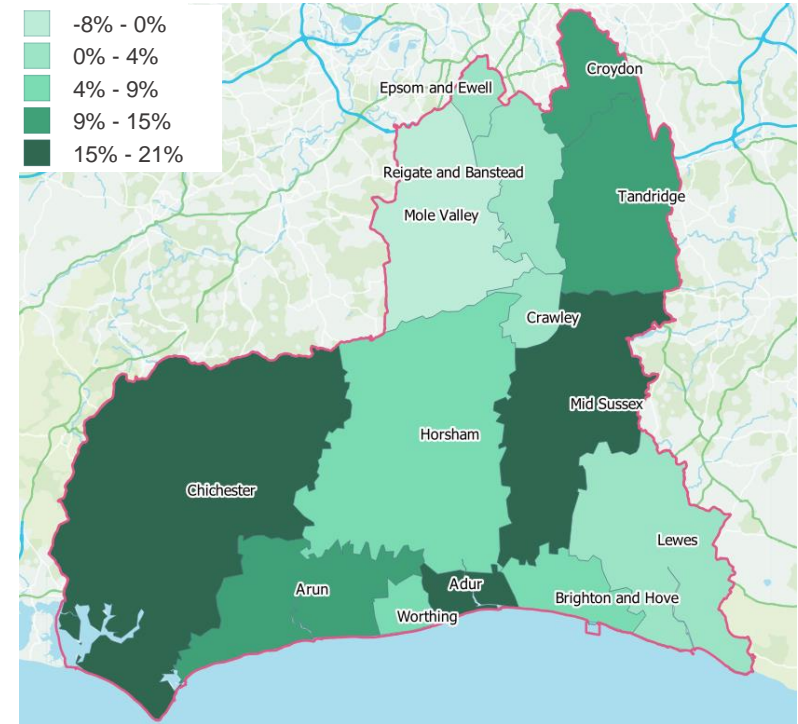 -8% - 0%
0% - 4%
4% - 9%
9% - 15%
15% - 21%
Croydon
Epsom and Ewell
Reigate and Banstead
Tandridge
Mole Valley
Crawley
Mid Sussex
Horsham
Chichester
Lewes
Adur
Arun
Brighton and Hove
Worthing